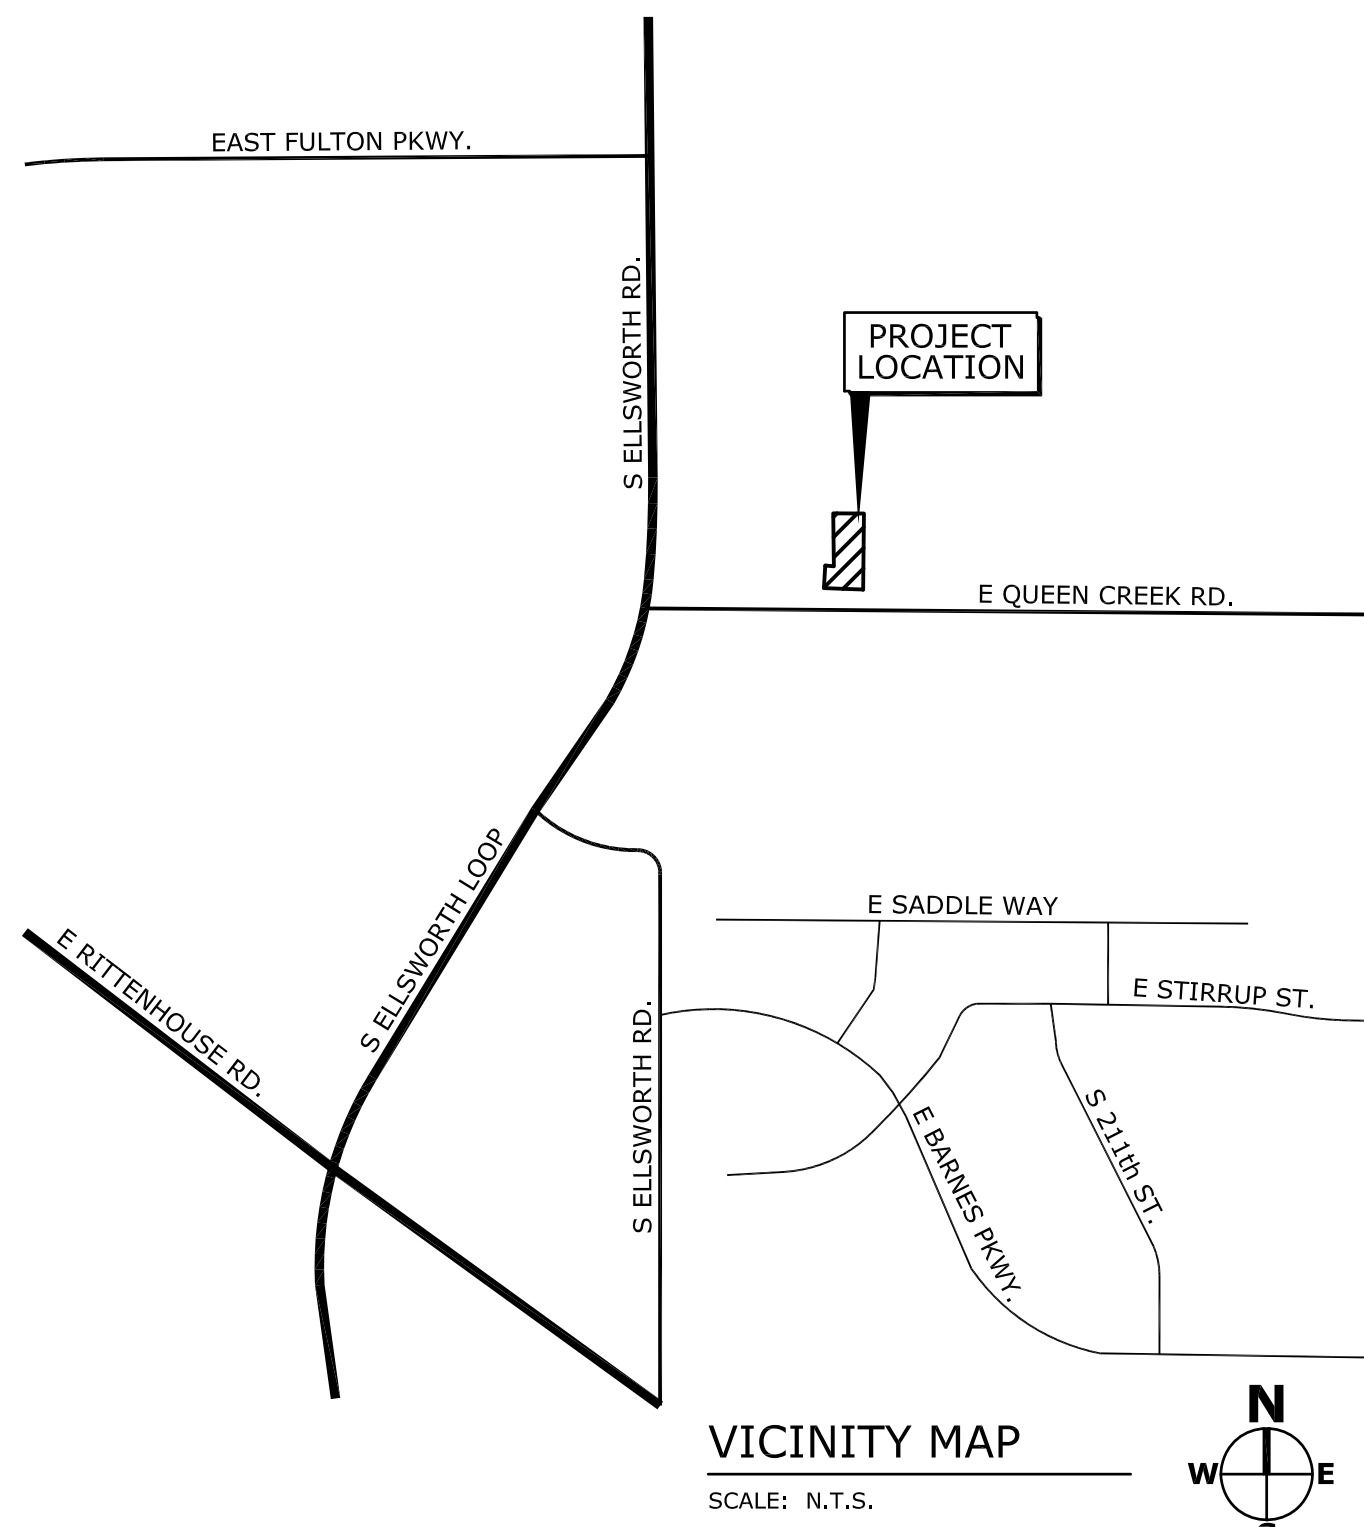 EAST FULTON PKWY.
S ELLSWORTH RD.
PROJECT
LOCATION
E QUEEN CREEK RD.
S ELLSWORTH LOOP
E SADDLE WAY
E RITTENHOUSE RD.
E STIRRUP ST.
S ELLSWORTH RD.
S 211th ST.
E BARNES PKWY.
VICINITY MAP
SCALE: N.T.S.
N
W E
S